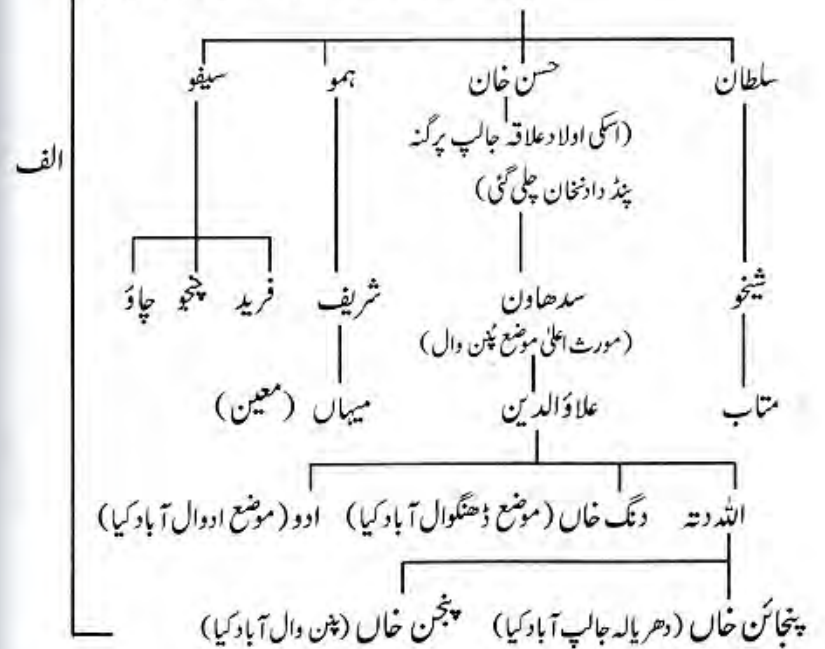 سلطان حسن خان ہمو سیفو
(اسکی اولاد علاقہ جالپ پرگنہ
الف
پنڈ دادنخان چلی گئی)
شیخو سدھاون شریف فرید چاؤ
(مورث اعلیٰ موضع پنن وال)
متاب علاؤالدین میہاں (معین)
اللہ دتہ دنگ خاں (موضع ڈھنگوال آباد کیا) ادو (موضع ادوال آباد کیا)
پنجائن خاں (دھریالہ جالپ آباد کیا) پنجن خاں (پنن وال آباد کیا)